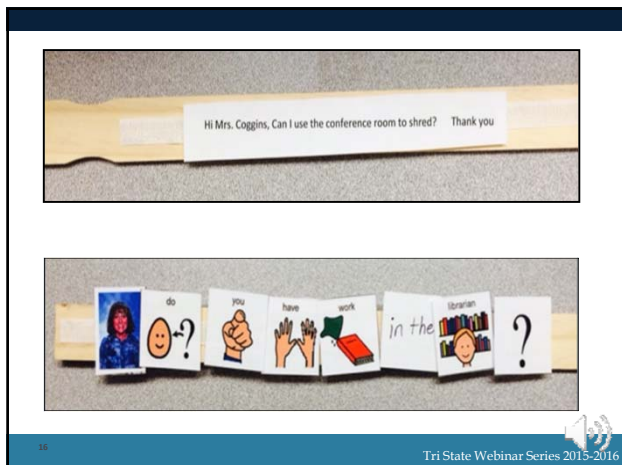 Hi Mrs. Coggins, Can I use the conference room to shred? Thank you
do you have work in the librarian ?
16
Tri State Webinar Series 2015-2016